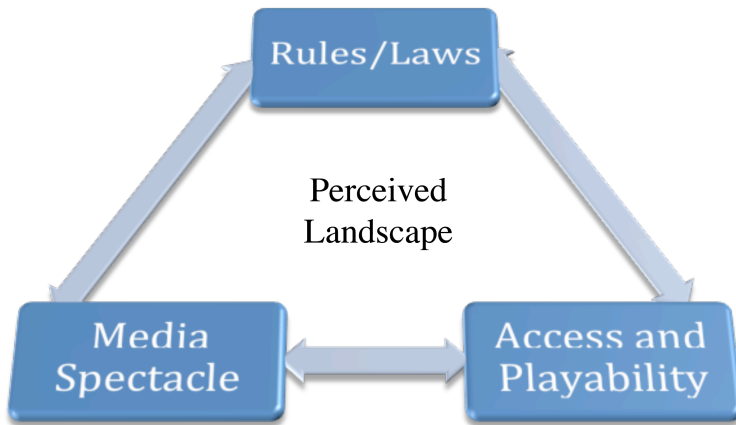 Rules/Laws
Perceived
Landscape
Media
Spectacle
Access and
Playability